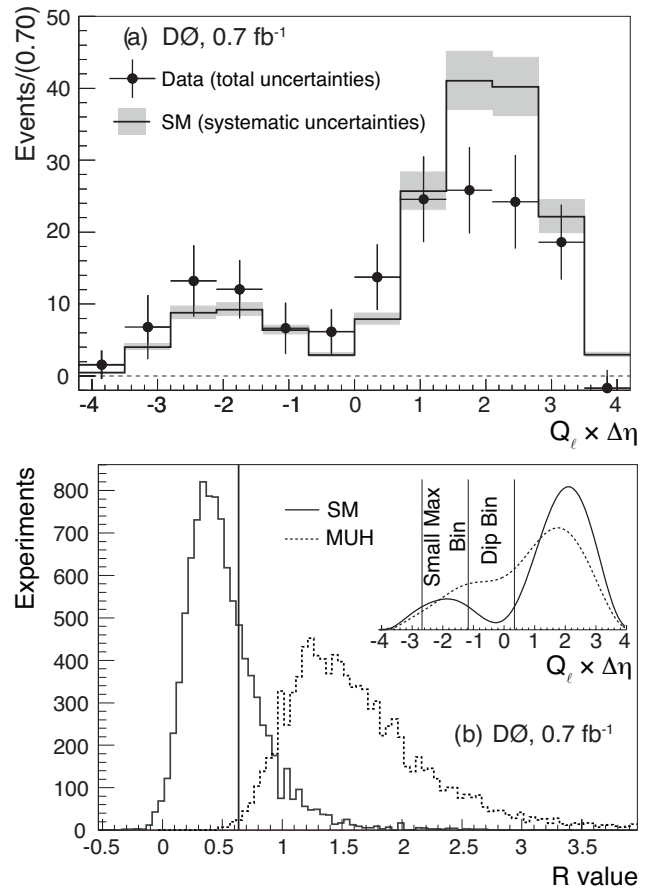 50
(a) DØ, 0.7 fb⁻¹
Data (total uncertainties)
40
SM (systematic uncertainties)
30
20
10
0
Events/(0.70)
-4 -3 -2 -1 0 1 2 3 4
Qℓ × Δη
Experiments
800
700
600
500
400
300
200
100
0
SM
MUH
Small Max
Bin
Dip Bin
-4 -3 -2 -1 0 1 2 3 4
Qℓ × Δη
(b) DØ, 0.7 fb⁻¹
-0.5 0 0.5 1 1.5 2 2.5 3 3.5
R value